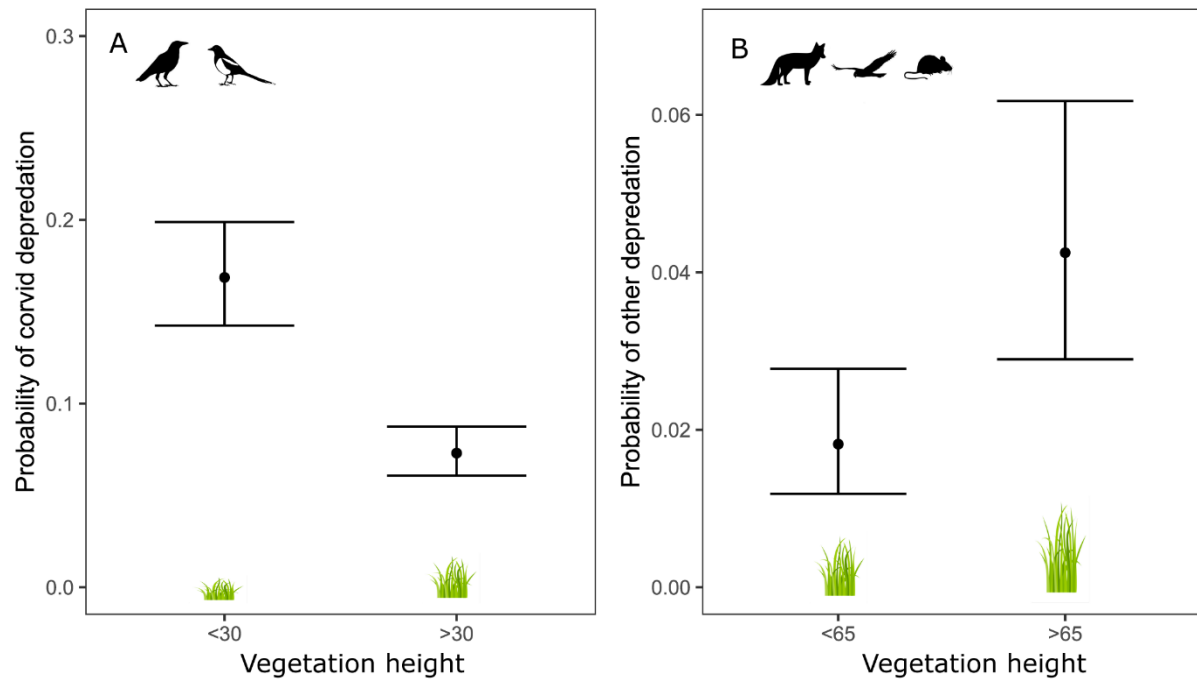 A
Probability of corvid depredation
0.3
0.2
0.1
0.0
<30
>30
Vegetation height
B
Probability of other depredation
0.06
0.04
0.02
0.00
<65
>65
Vegetation height